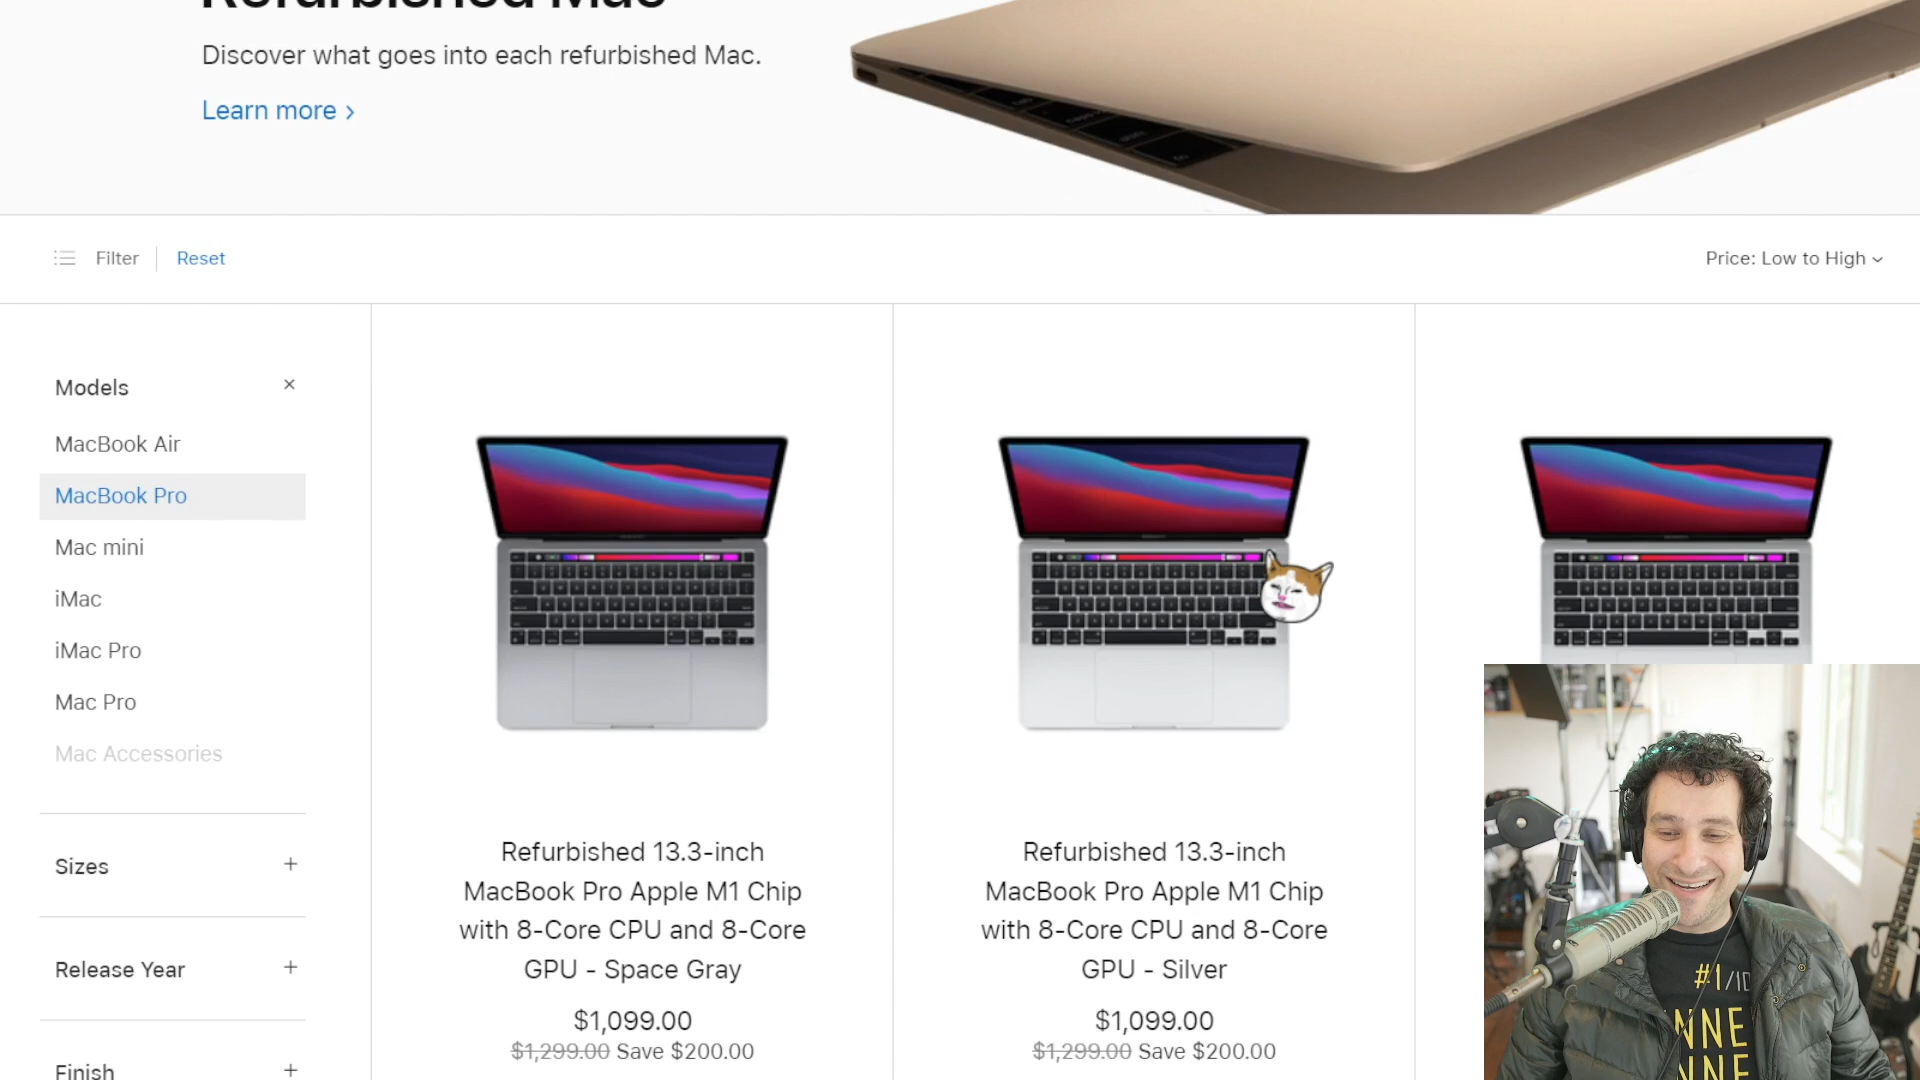 Refurbished Mac
Discover what goes into each refurbished Mac.
Learn more ›
Filter
Reset
Price: Low to High
Models
MacBook Air
MacBook Pro
Mac mini
iMac
iMac Pro
Mac Pro
Mac Accessories
Sizes
Release Year
Finish
Refurbished 13.3-inch
MacBook Pro Apple M1 Chip
with 8-Core CPU and 8-Core
GPU - Space Gray
$1,099.00
$1,299.00 Save $200.00
Refurbished 13.3-inch
MacBook Pro Apple M1 Chip
with 8-Core CPU and 8-Core
GPU - Silver
$1,099.00
$1,299.00 Save $200.00